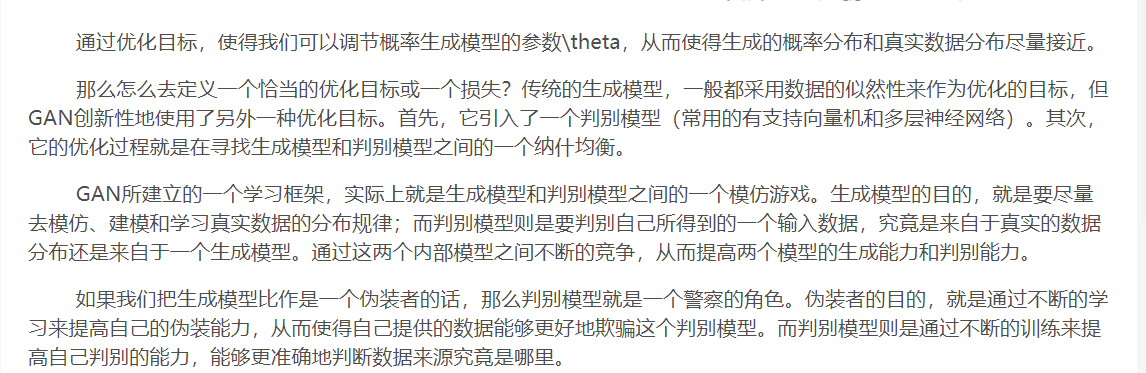 通过优化目标，使得我们可以调节概率生成模型的参数\theta，从而使得生成的概率分布和真实数据分布尽量接近。
那么怎么去定义一个恰当的优化目标或一个损失？传统的生成模型，一般都采用数据的似然性来作为优化的目标，但
GAN创新性地使用了另外一种优化目标。首先，它引入了一个判别模型（常用的有支持向量机和多层神经网络）。其次，
它的优化过程就是在寻找生成模型和判别模型之间的一个纳什均衡。
GAN所建立的一个学习框架，实际上就是生成模型和判别模型之间的一个模仿游戏。生成模型的目的，就是要尽量
去模仿、建模和学习真实数据的分布规律；而判别模型则是要判别自己所得到的一个输入数据，究竟是来自于真实的数据
分布还是来自于一个生成模型。通过这两个内部模型之间不断的竞争，从而提高两个模型的生成能力和判别能力。
如果我们把生成模型比作是一个伪装者的话，那么判别模型就是一个警察的角色。伪装者的目的，就是通过不断的学
习来提高自己的伪装能力，从而使得自己提供的数据能够更好地欺骗这个判别模型。而判别模型则是通过不断的训练来提
高自己判别的能力，能够更准确地判断数据来源究竟是哪里。